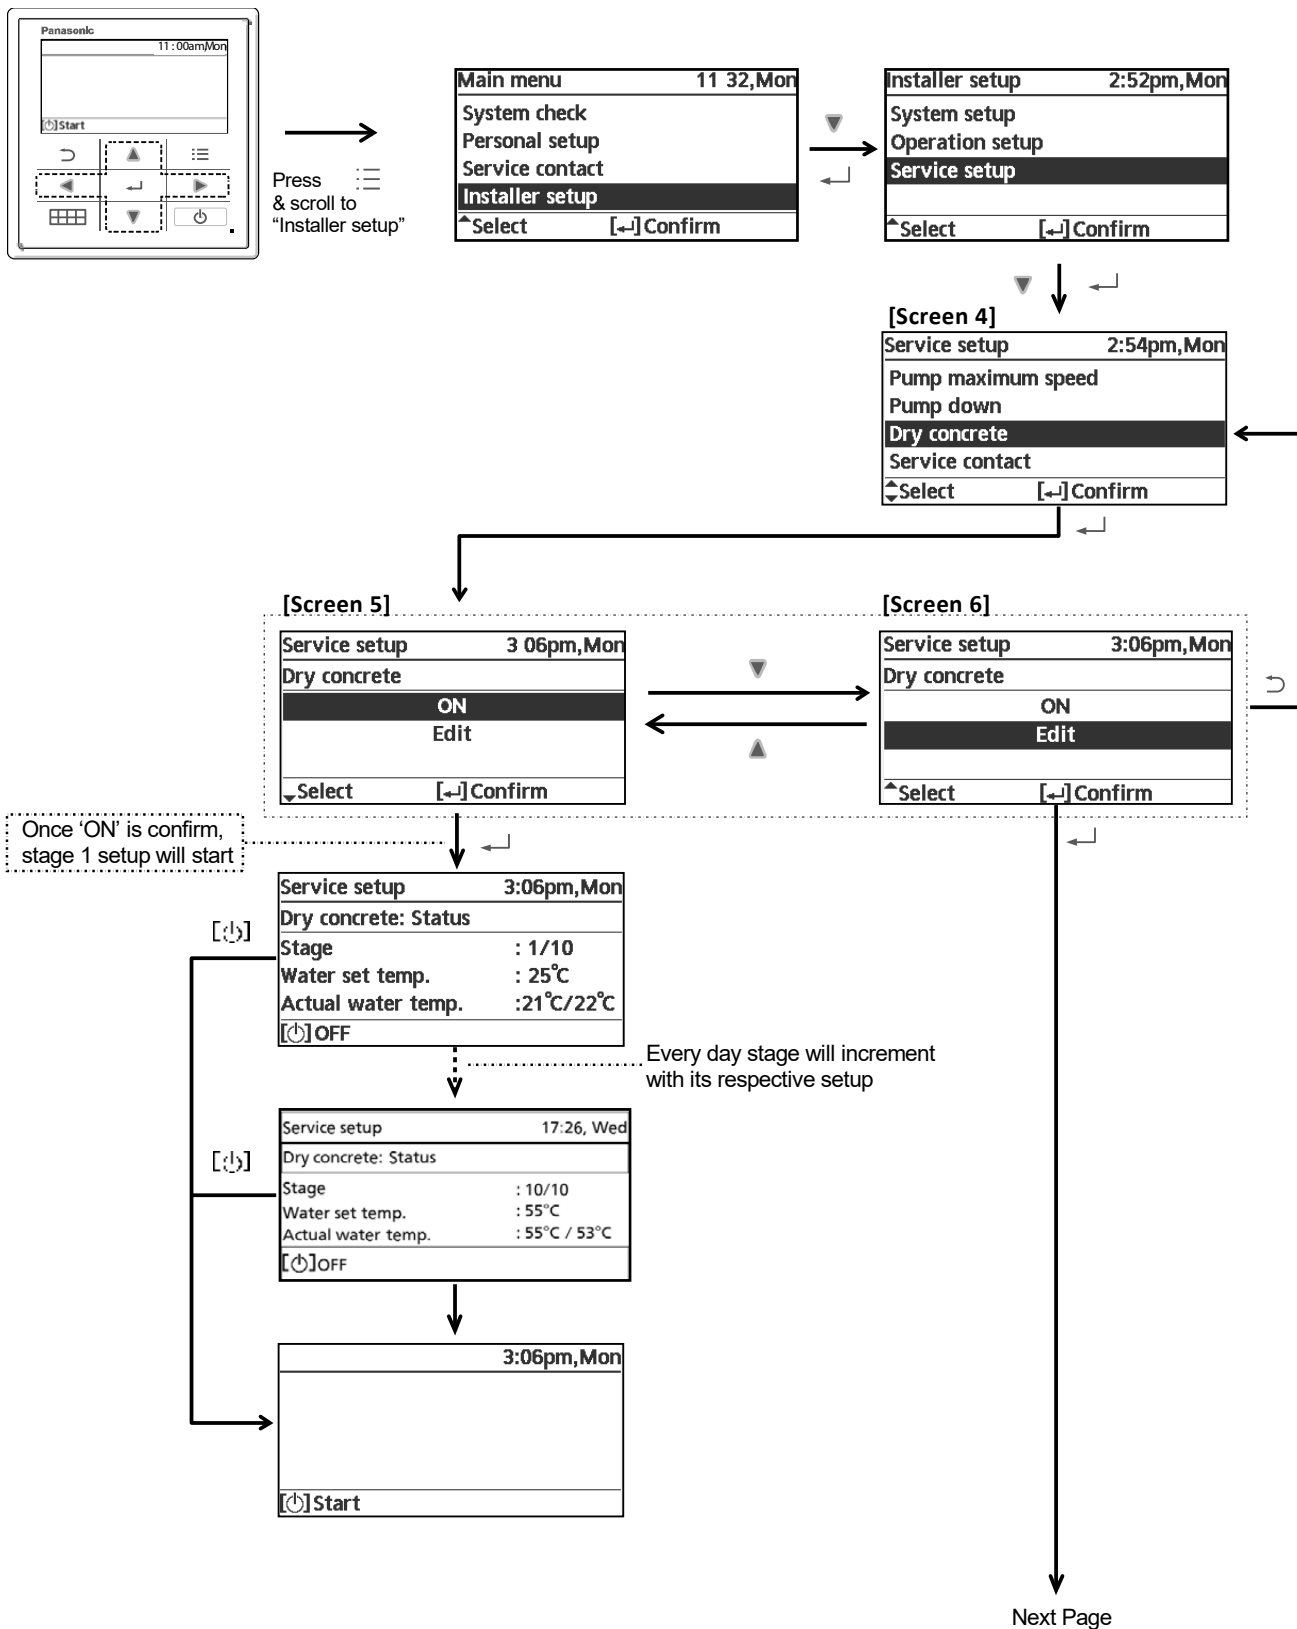 Panasonic
11 : 00am,Mon
[⏻]Start
Press
& scroll to
“Installer setup”
Main menu 11 32,Mon
System check
Personal setup
Service contact
Installer setup
Select [↵]Confirm
Installer setup 2:52pm,Mon
System setup
Operation setup
Service setup
Select [↵]Confirm
[Screen 4]
Service setup 2:54pm,Mon
Pump maximum speed
Pump down
Dry concrete
Service contact
Select [↵]Confirm
[Screen 5]
Service setup 3 06pm,Mon
Dry concrete
ON
Edit
Select [↵]Confirm
[Screen 6]
Service setup 3:06pm,Mon
Dry concrete
ON
Edit
Select [↵]Confirm
Once ‘ON’ is confirm,
stage 1 setup will start
Service setup 3:06pm,Mon
Dry concrete: Status
Stage : 1/10
Water set temp. : 25°C
Actual water temp. :21°C/22°C
[⏻]OFF
[⏻]
Every day stage will increment
with its respective setup
Service setup 17:26, Wed
Dry concrete: Status
Stage : 10/10
Water set temp. : 55°C
Actual water temp. : 55°C / 53°C
[⏻]OFF
[⏻]
3:06pm,Mon
[⏻]Start
Next Page